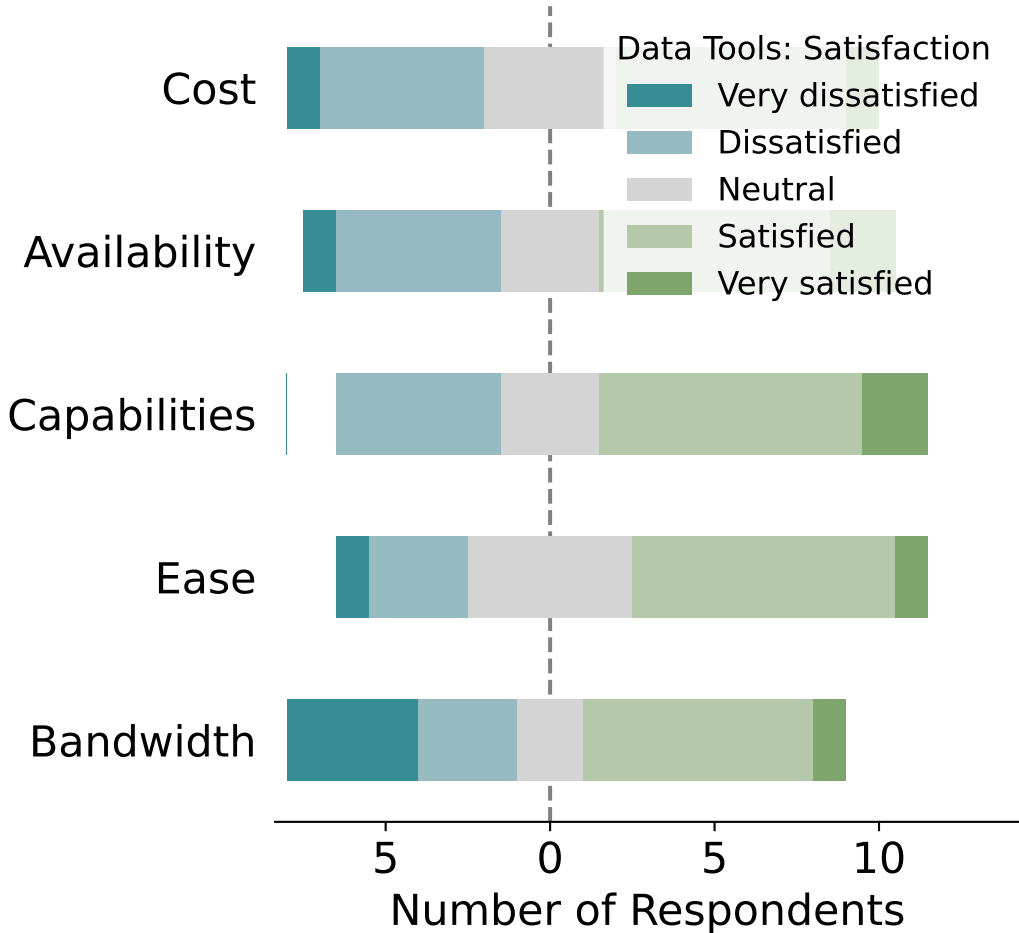 Data Tools: Satisfaction
Very dissatisfied
Dissatisfied
Neutral
Satisfied
Very satisfied
Cost
Availability
Capabilities
Ease
Bandwidth
5 0 5 10
Number of Respondents